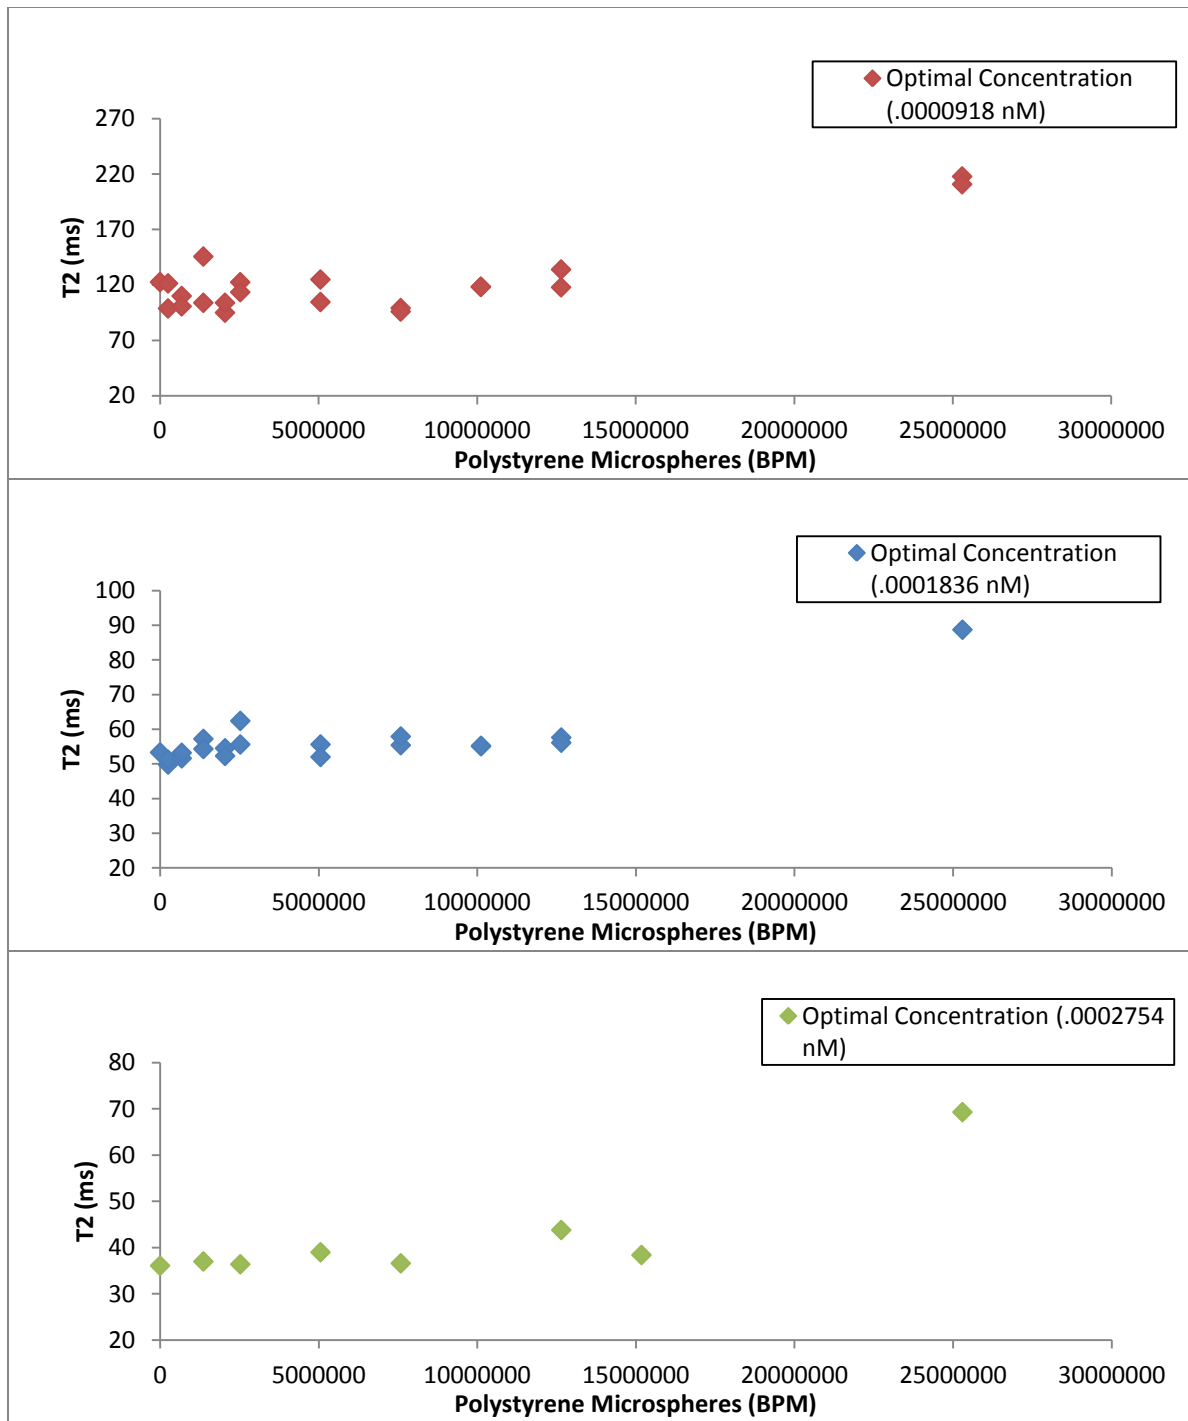 Optimal Concentration
(.0000918 nM)
270
220
170
120
70
20
T2 (ms)
0 5000000 10000000 15000000 20000000 25000000 30000000
Polystyrene Microspheres (BPM)
Optimal Concentration
(.0001836 nM)
100
90
80
70
60
50
40
30
20
T2 (ms)
0 5000000 10000000 15000000 20000000 25000000 30000000
Polystyrene Microspheres (BPM)
Optimal Concentration (.0002754
nM)
80
70
60
50
40
30
20
T2 (ms)
0 5000000 10000000 15000000 20000000 25000000 30000000
Polystyrene Microspheres (BPM)